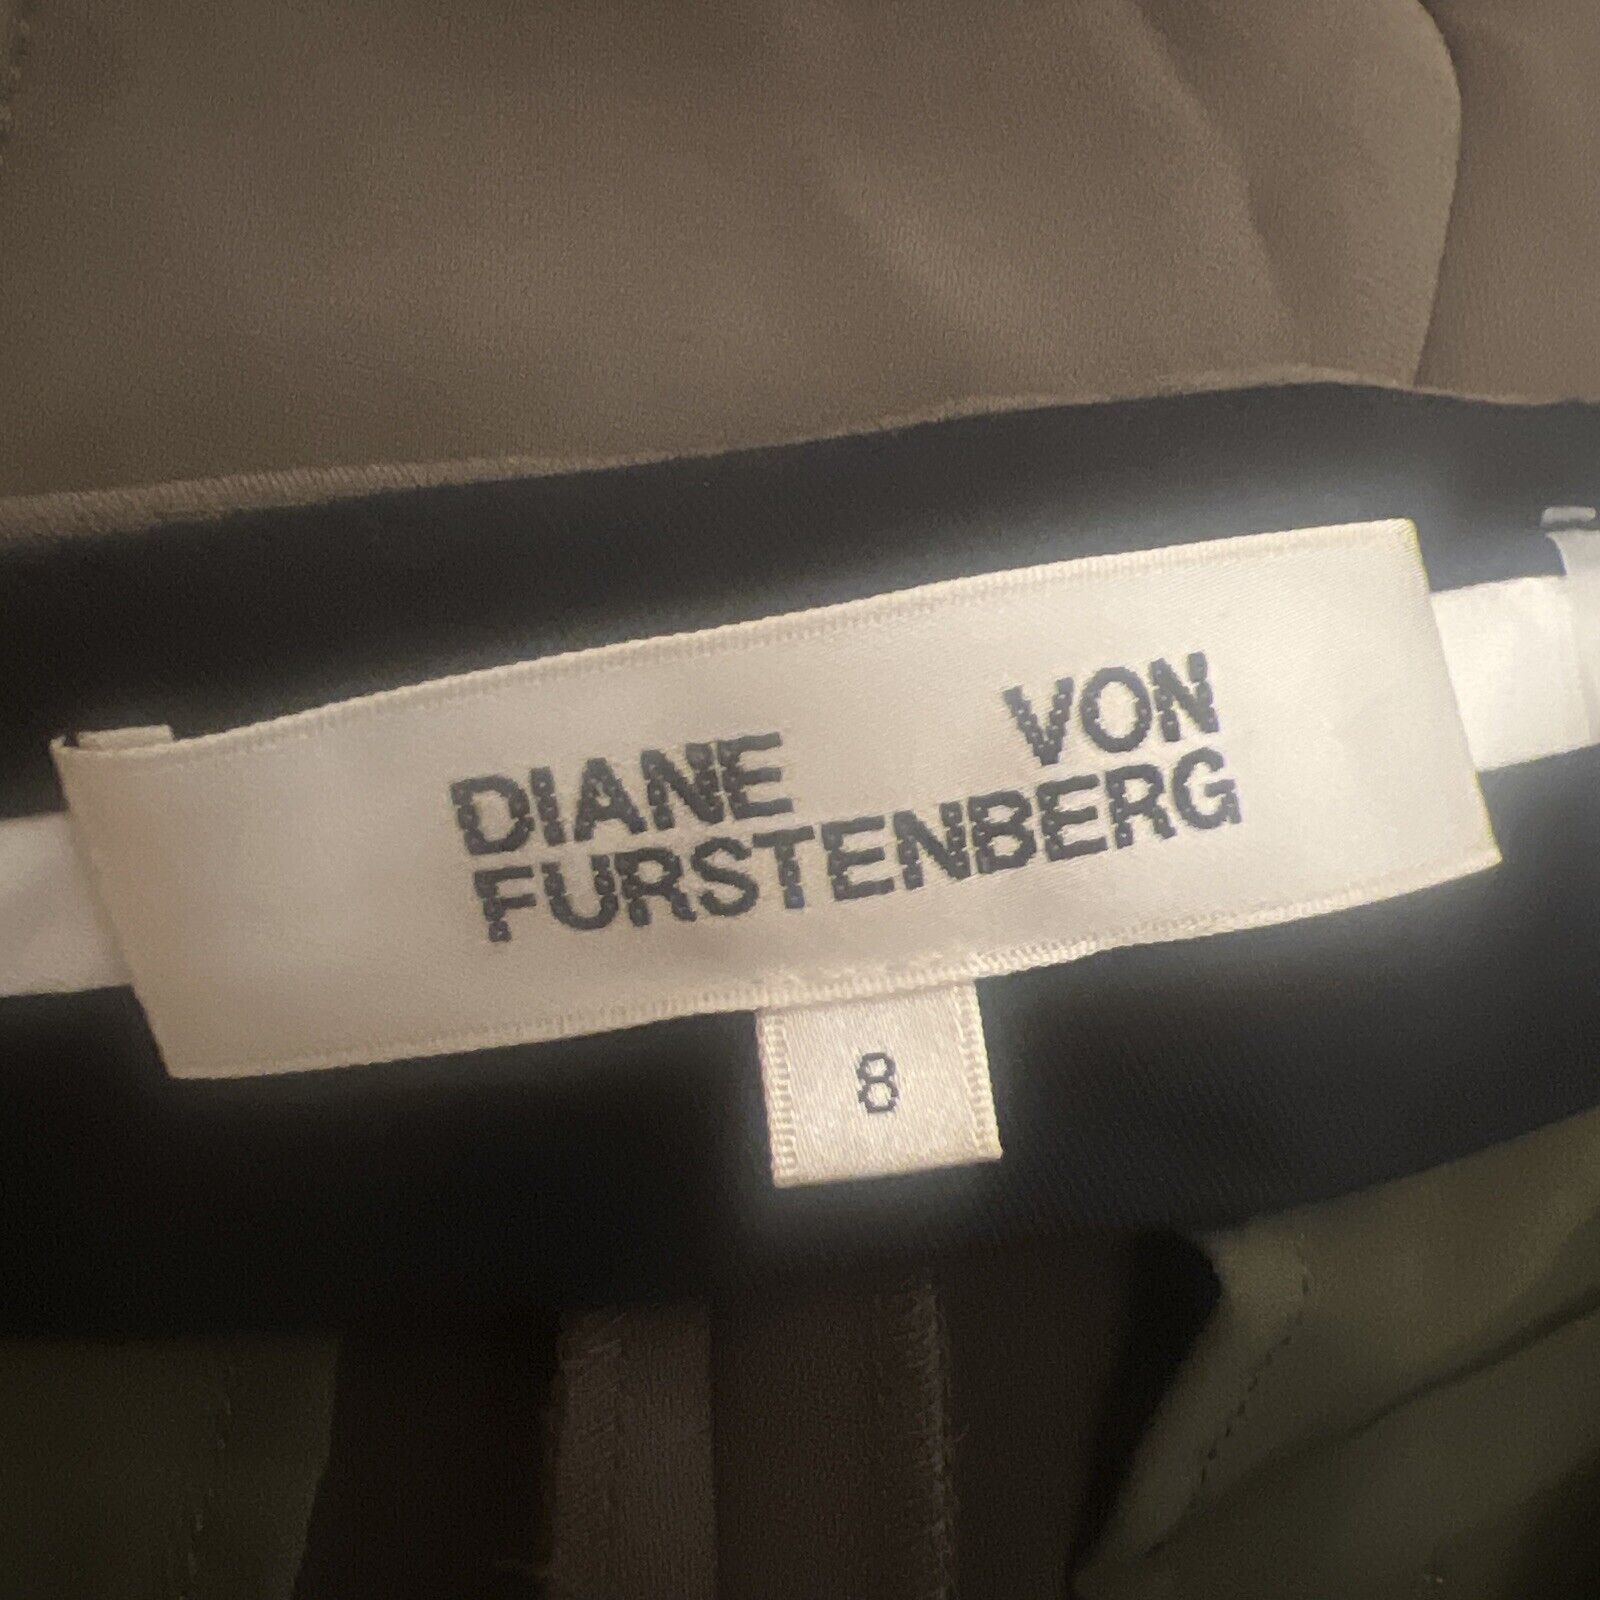 DIANE VON
FURSTENBERG
8